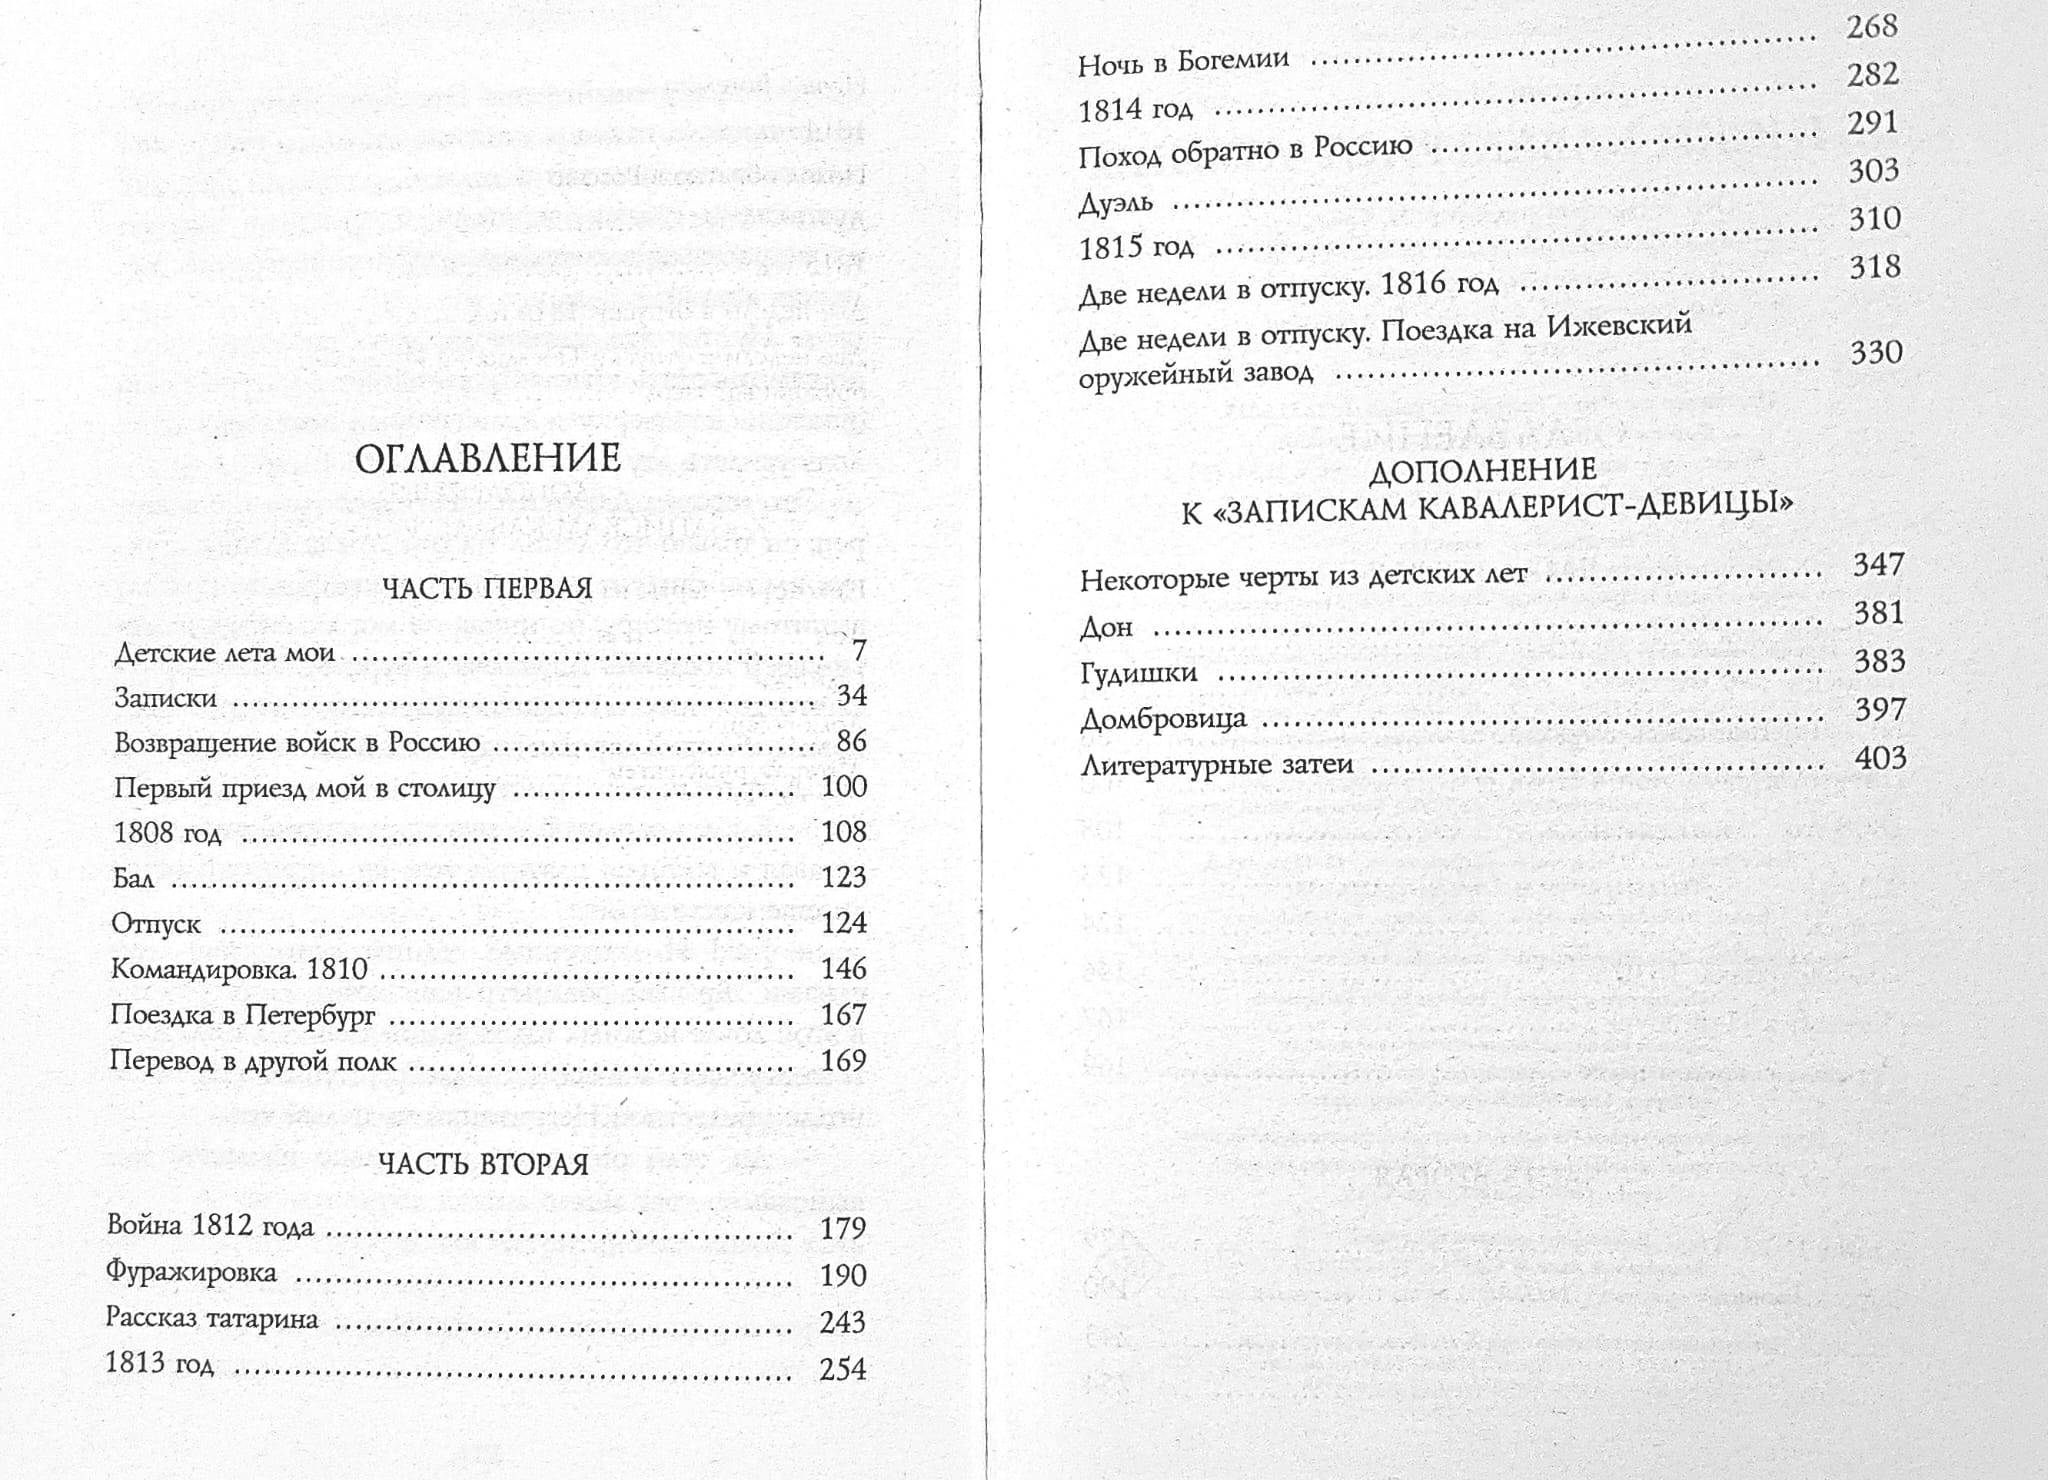 ОГЛАВЛЕНИЕ
ЧАСТЬ ПЕРВАЯ
Детские лета мои ........................ 7
Записки ........................ 34
Возвращение войск в Россию ........................ 86
Первый приезд мой в столицу ........................ 100
1808 год ........................ 108
Бал ........................ 123
Отпуск ........................ 124
Командировка. 1810 ........................ 146
Поездка в Петербург ........................ 167
Перевод в другой полк ........................ 169
ЧАСТЬ ВТОРАЯ
Война 1812 года ........................ 179
Фуражировка ........................ 190
Рассказ татарина ........................ 243
1813 год ........................ 254
Ночь в Богемии ........................ 268
1814 год ........................ 282
Поход обратно в Россию ........................ 291
Дуэль ........................ 303
1815 год ........................ 310
Две недели в отпуску. 1816 год ........................ 318
Две недели в отпуску. Поездка на Ижевский
оружейный завод ........................ 330
ДОПОЛНЕНИЕ
К «ЗАПИСКАМ КАВАЛЕРИСТ-ДЕВИЦЫ»
Некоторые черты из детских лет ........................ 347
Дон ........................ 381
Гудишки ........................ 383
Домбровица ........................ 397
Литературные затеи ........................ 403